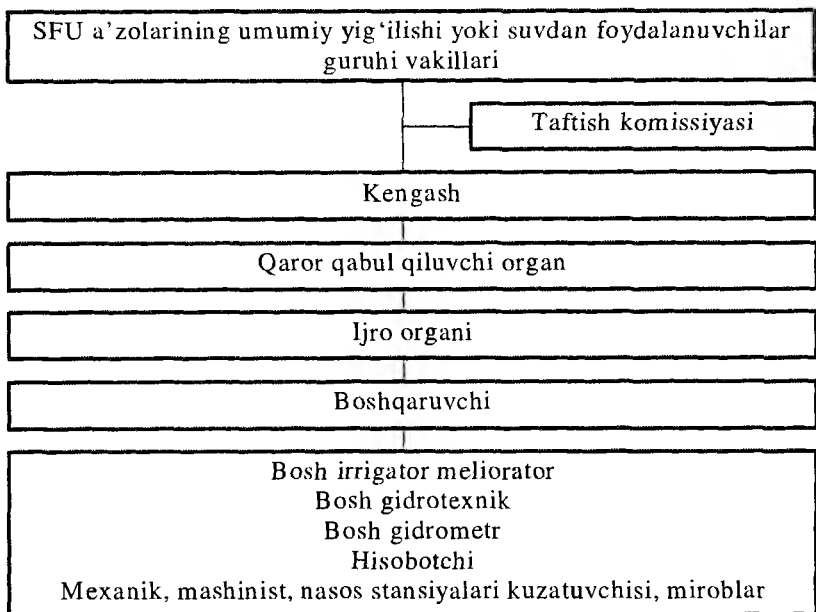 SFU a’zolarining umumiy yig‘ilishi yoki suvdan foydalanuvchilar
guruhi vakillari
Taftish komissiyasi
Kengash
Qaror qabul qiluvchi organ
Ijro organi
Boshqaruvchi
Bosh irrigator meliorator
Bosh gidrotexnik
Bosh gidrometr
Hisobotchi
Mexanik, mashinist, nasos stansiyalari kuzatuvchisi, miroblar